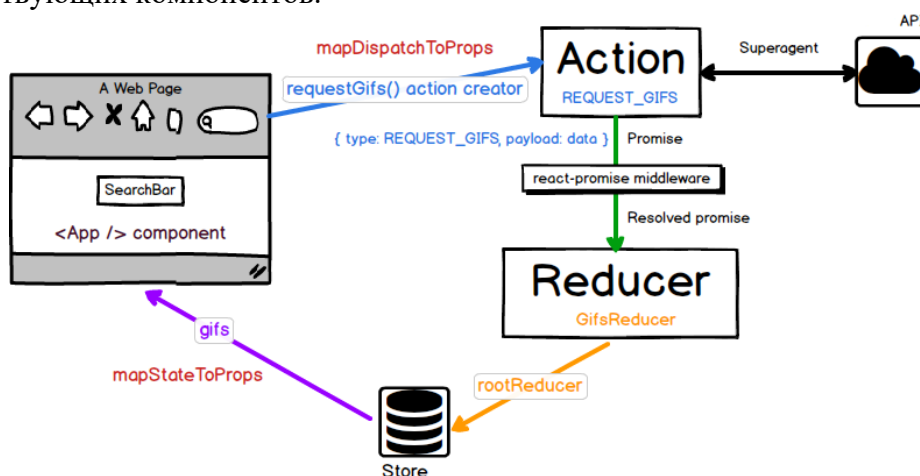 компонентов.
mapDispatchToProps
A Web Page
requestGifs() action creator
Action
REQUEST_GIFS
Superagent
{ type: REQUEST_GIFS, payload: data }
Promise
SearchBar
react-promise middleware
<App /> component
Resolved promise
Reducer
GifsReducer
gifs
mapStateToProps
rootReducer
Store